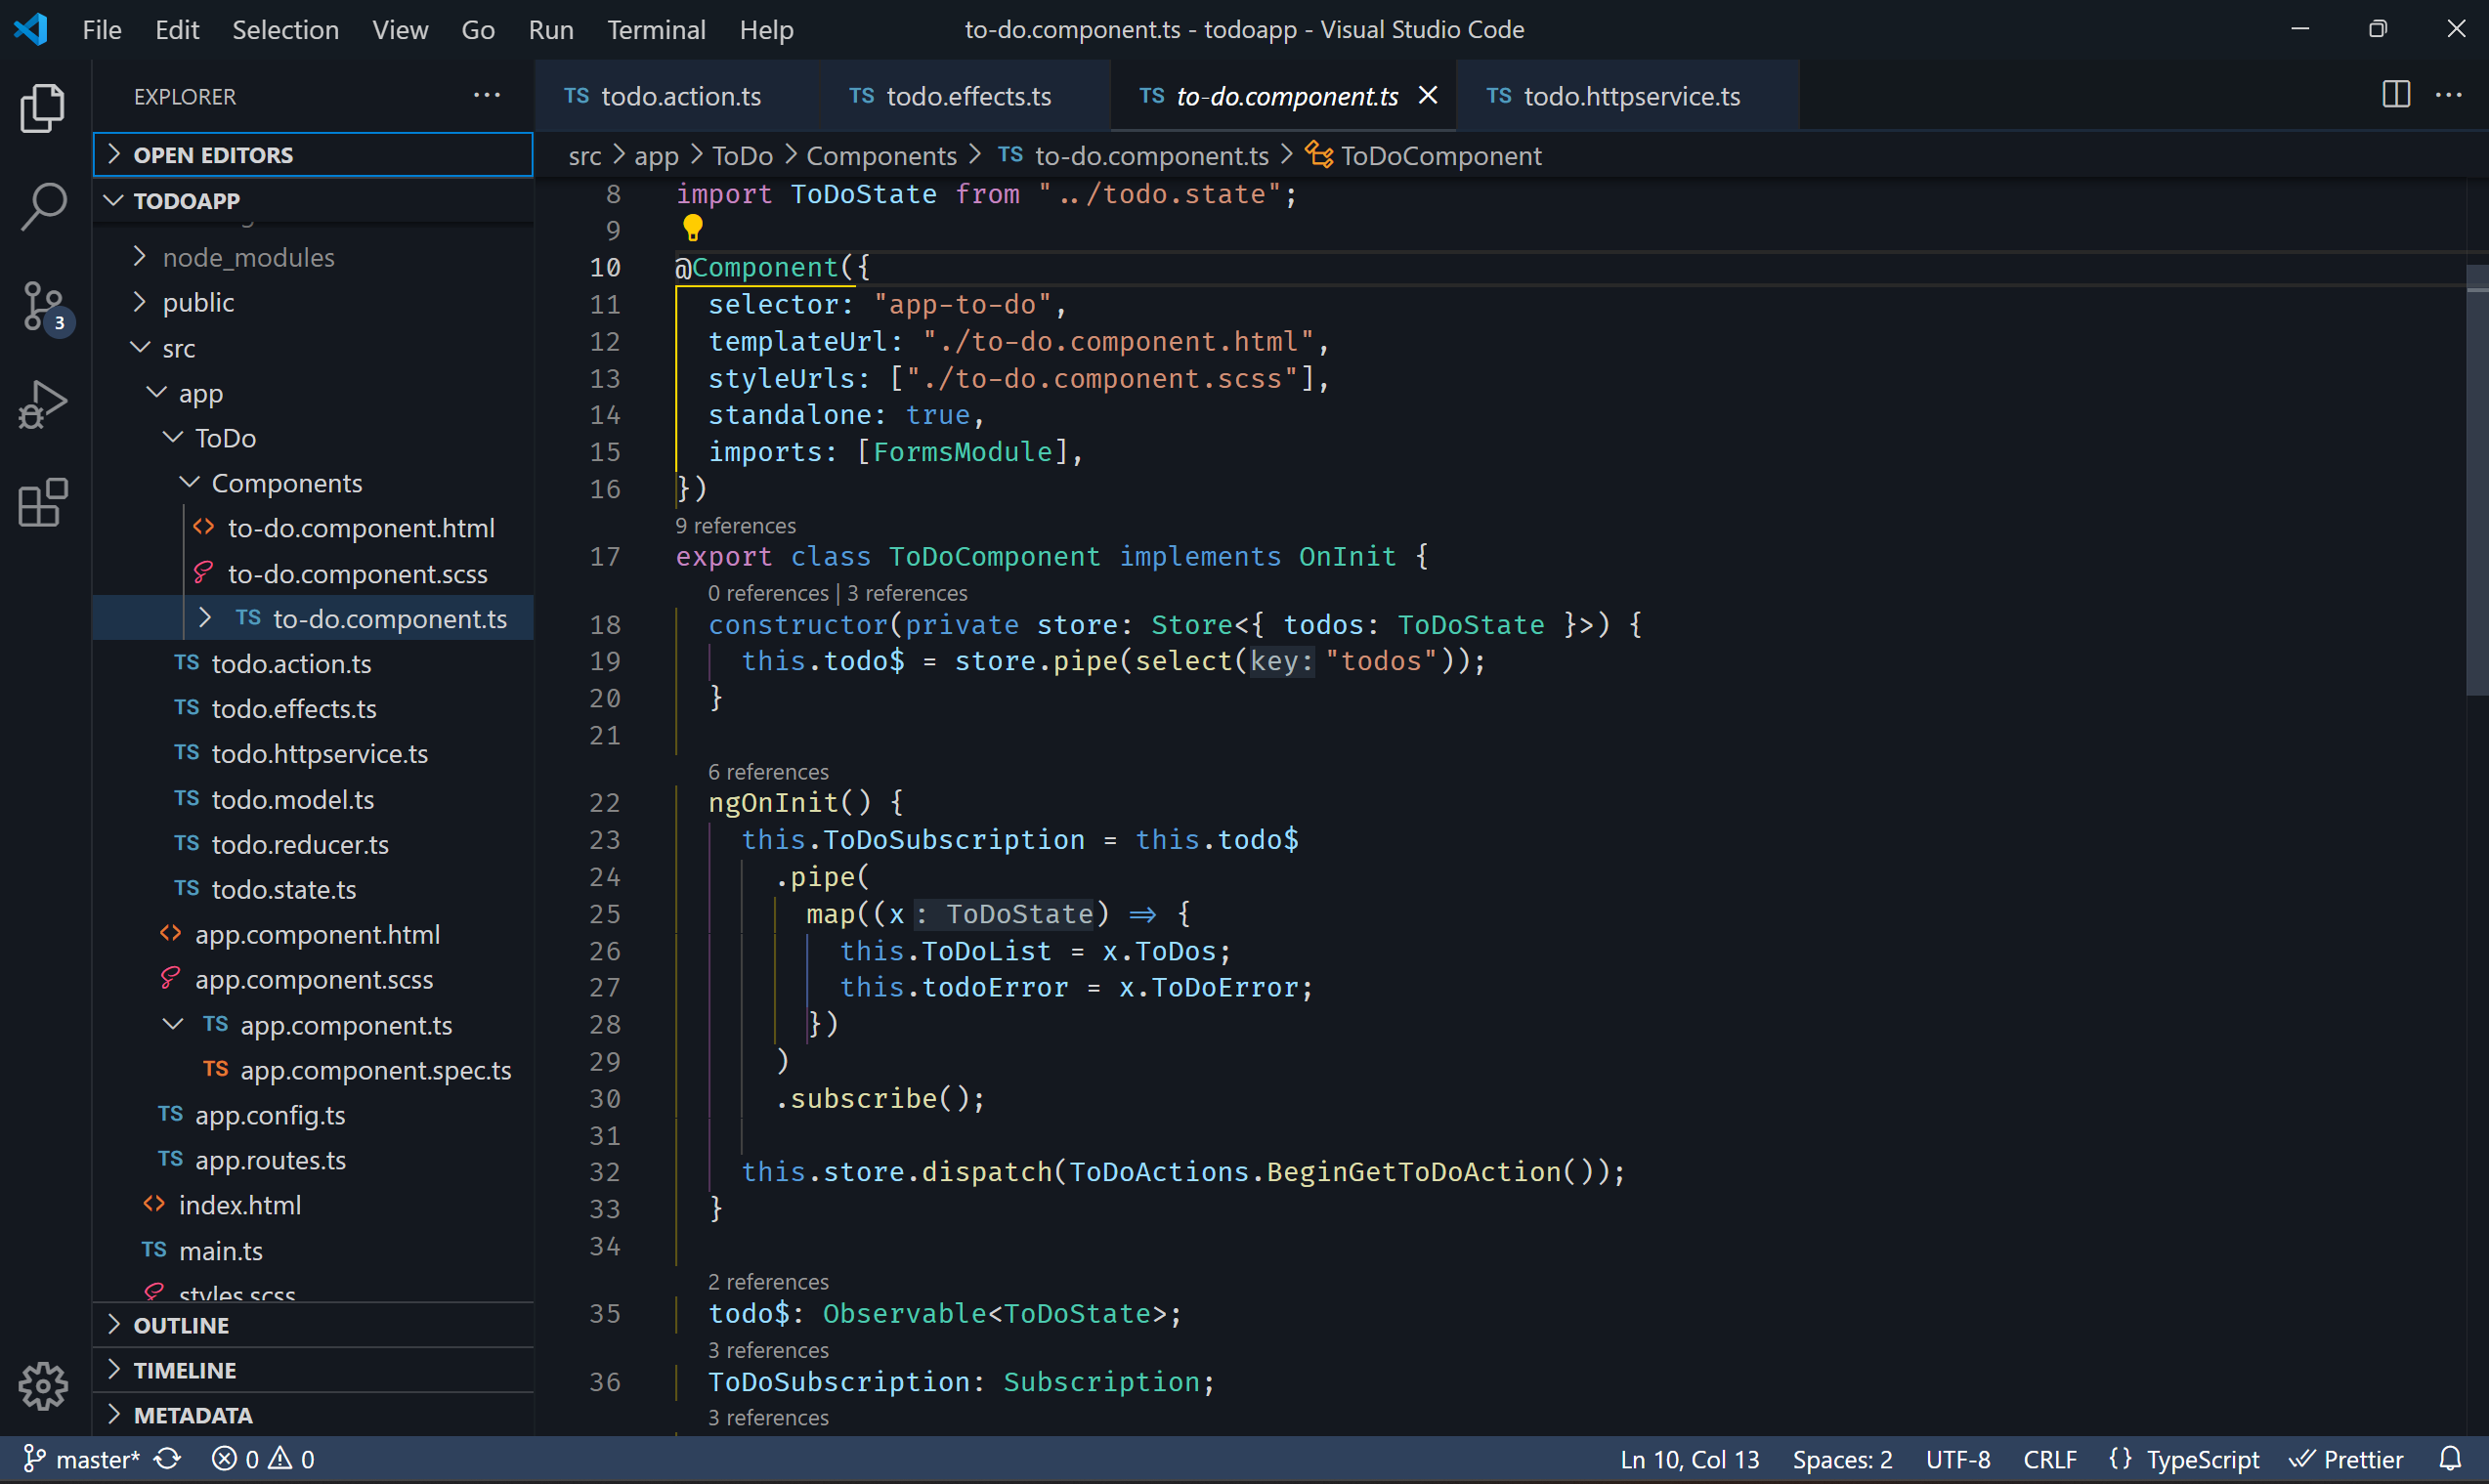 File Edit Selection View Go Run Terminal Help
to-do.component.ts - todoapp - Visual Studio Code
EXPLORER
OPEN EDITORS
TODOAPP
node_modules
public
src
app
ToDo
Components
to-do.component.html
to-do.component.scss
TS to-do.component.ts
TS todo.action.ts
TS todo.effects.ts
TS todo.httpservice.ts
TS todo.model.ts
TS todo.reducer.ts
TS todo.state.ts
app.component.html
app.component.scss
TS app.component.ts
TS app.component.spec.ts
TS app.config.ts
TS app.routes.ts
index.html
TS main.ts
styles.scss
OUTLINE
TIMELINE
METADATA
3
TS todo.action.ts TS todo.effects.ts TS to-do.component.ts TS todo.httpservice.ts
src > app > ToDo > Components > TS to-do.component.ts > ToDoComponent
8 import ToDoState from "../todo.state";
9
10 @Component({
11 selector: "app-to-do",
12 templateUrl: "./to-do.component.html",
13 styleUrls: ["./to-do.component.scss"],
14 standalone: true,
15 imports: [FormsModule],
16 })
9 references
17 export class ToDoComponent implements OnInit {
0 references | 3 references
18 constructor(private store: Store<{ todos: ToDoState }>) {
19 this.todo$ = store.pipe(select(key: "todos"));
20 }
21
6 references
22 ngOnInit() {
23 this.ToDoSubscription = this.todo$
24 .pipe(
25 map((x: ToDoState) => {
26 this.ToDoList = x.ToDos;
27 this.todoError = x.ToDoError;
28 })
29 )
30 .subscribe();
31
32 this.store.dispatch(ToDoActions.BeginGetToDoAction());
33 }
34
2 references
35 todo$: Observable<ToDoState>;
3 references
36 ToDoSubscription: Subscription;
3 references
master* 0 0
Ln 10, Col 13 Spaces: 2 UTF-8 CRLF {} TypeScript Prettier